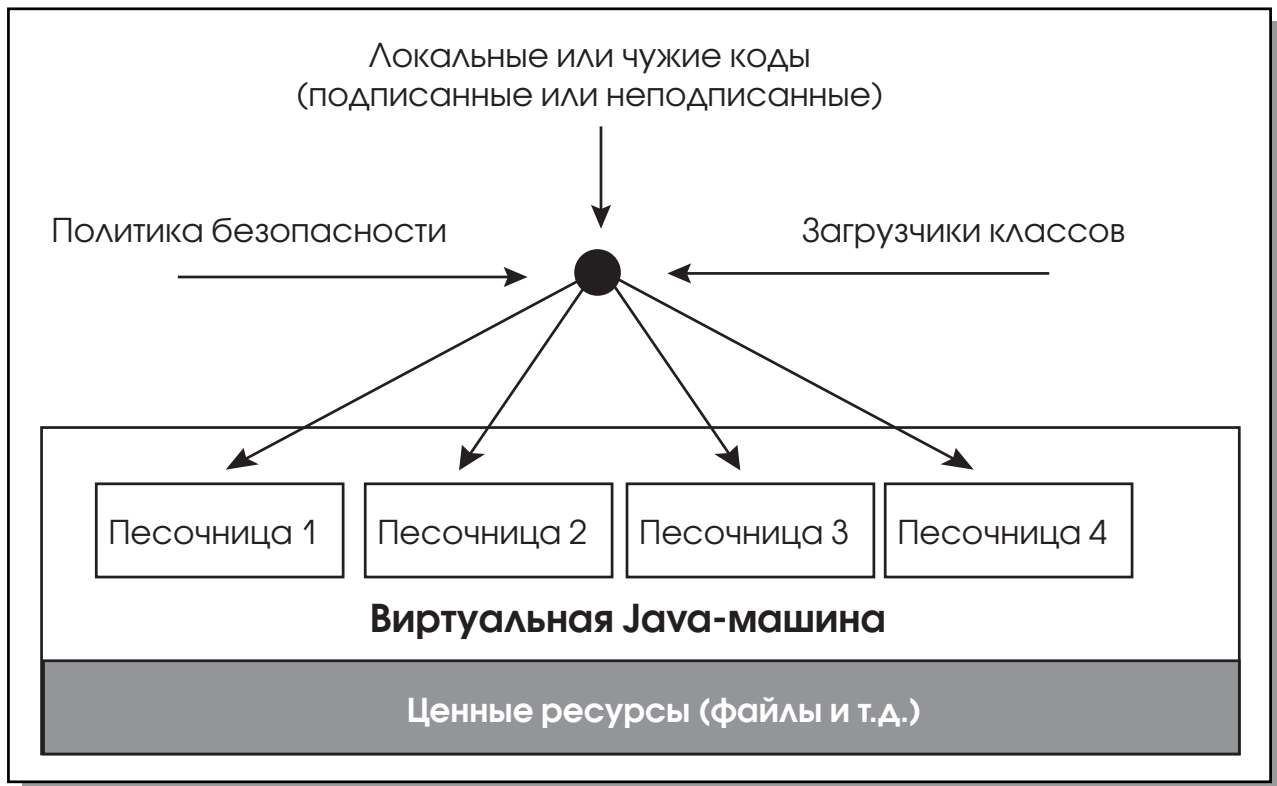 Локальные или чужие коды
(подписанные или неподписанные)
Политика безопасности
Загрузчики классов
Песочница 1
Песочница 2
Песочница 3
Песочница 4
Виртуальная Java-машина
Ценные ресурсы (файлы и т.д.)